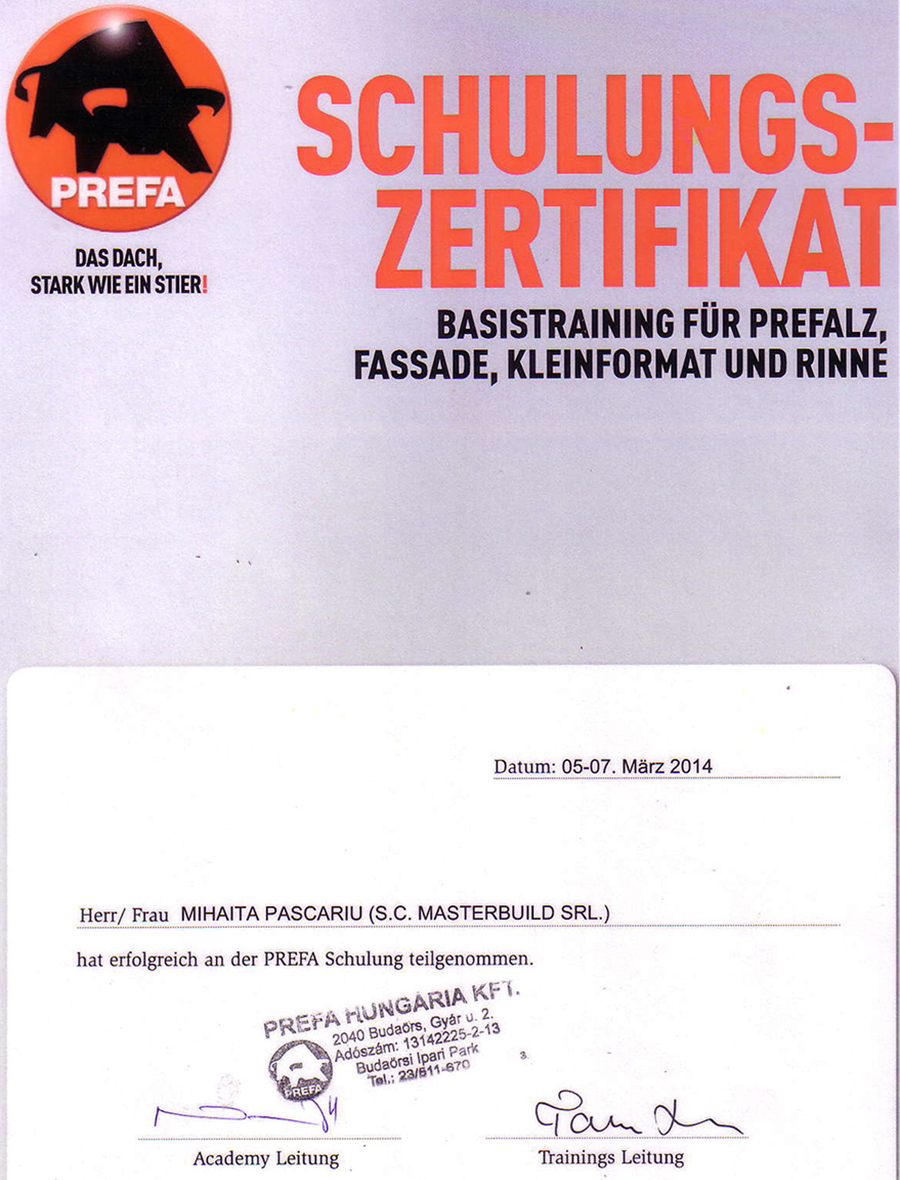 PREFA
DAS DACH,
STARK WIE EIN STIER!
SCHULUNGS-
ZERTIFIKAT
BASISTRAINING FÜR PREFALZ,
FASSADE, KLEINFORMAT UND RINNE
Datum: 05-07. März 2014
Herr/ Frau MIHAITA PASCARIU (S.C. MASTERBUILD SRL.)
hat erfolgreich an der PREFA Schulung teilgenommen.
PREFA HUNGÁRIA KFT.
2040 Budaörs, Gyár u. 2.
Adószám: 13142225-2-13
Budaörsi Ipari Park
Tel.: 23/511-670
PREFA
3.
Academy Leitung
Trainings Leitung